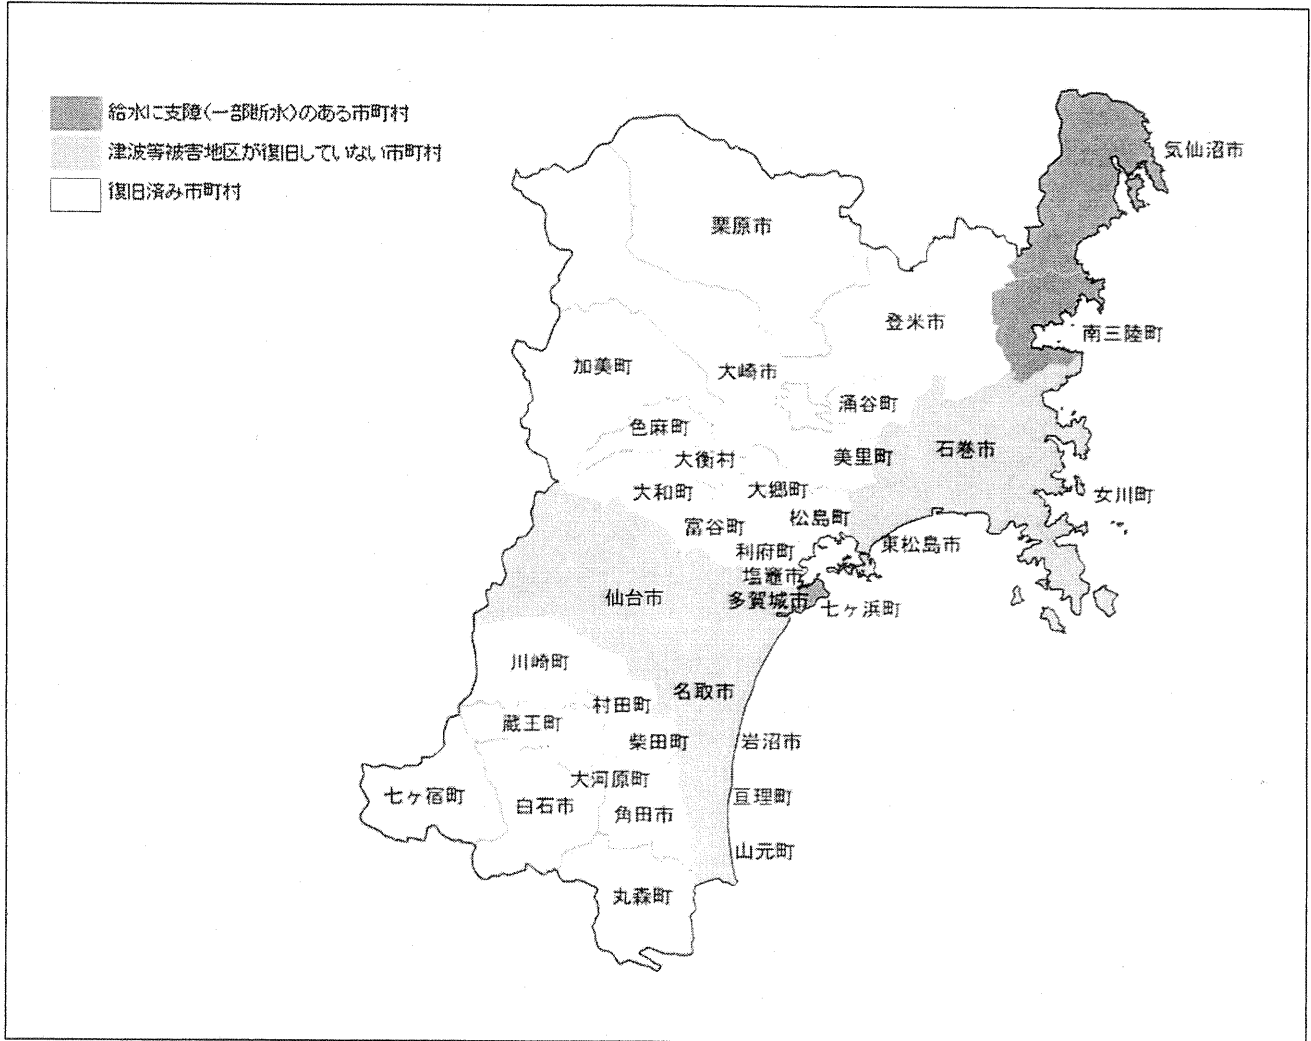 給水に支障(一部断水)のある市町村
津波等被害地区が復旧していない市町村
復旧済み市町村
気仙沼市
栗原市
登米市
南三陸町
加美町
大崎市
涌谷町
色麻町
大衡村
美里町
石巻市
大和町
大郷町
女川町
富谷町
松島町
利府町
東松島市
塩竈市
仙台市
多賀城市
七ヶ浜町
川崎町
名取市
村田町
蔵王町
柴田町
岩沼市
大河原町
七ヶ宿町
白石市
角田市
亘理町
山元町
丸森町